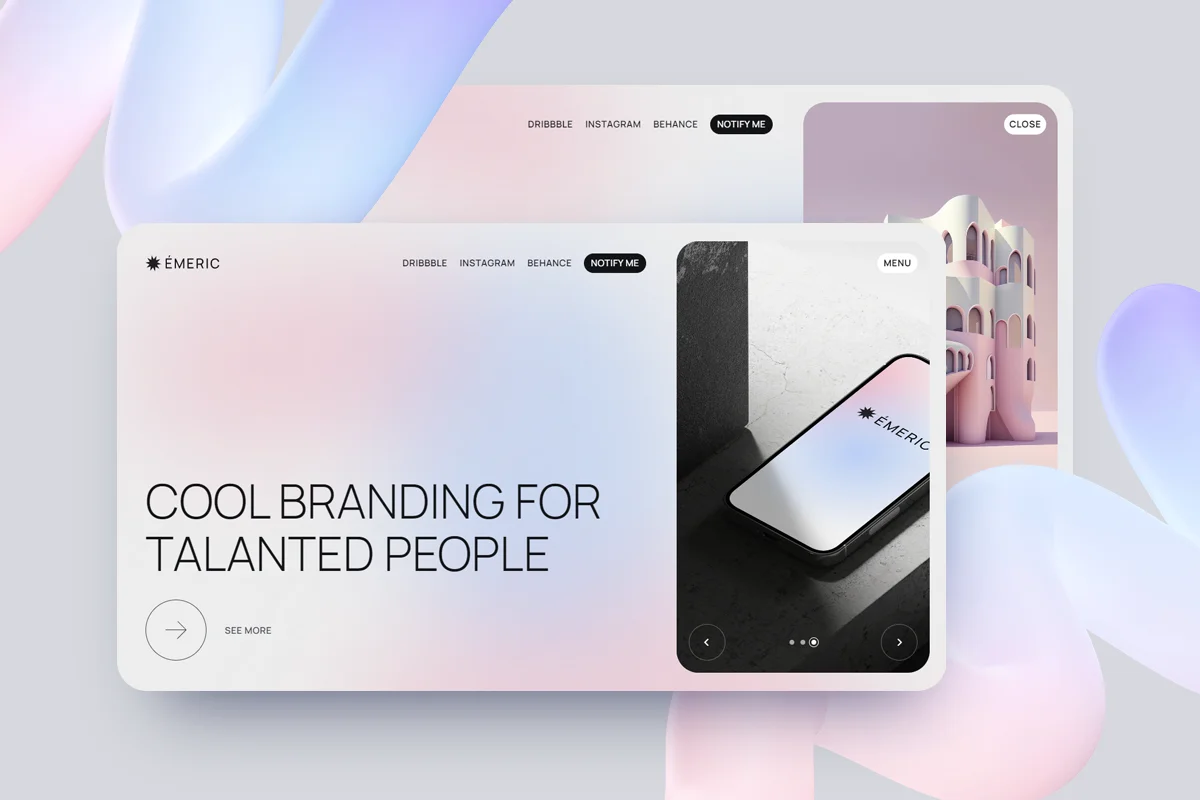 DRIBBBLE INSTAGRAM BEHANCE NOTIFY ME
CLOSE
ÉMERIC
DRIBBBLE INSTAGRAM BEHANCE NOTIFY ME
MENU
ÉMERIC
COOL BRANDING FOR
TALANTED PEOPLE
SEE MORE